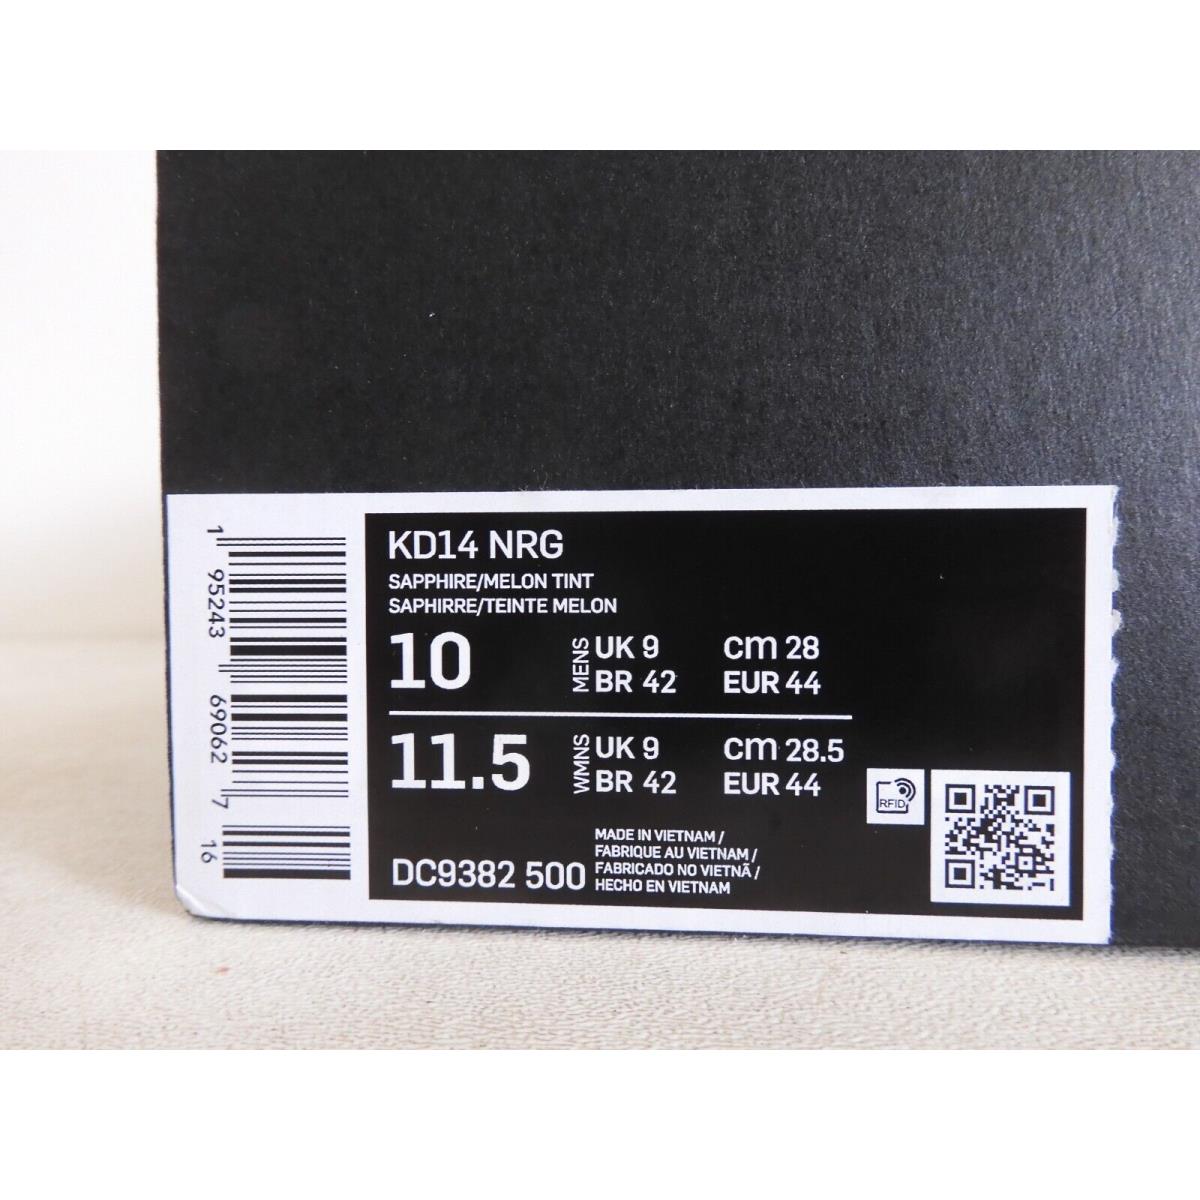 KD14 NRG
SAPPHIRE/MELON TINT
SAPHIRRE/TEINTE MELON
10 MENS UK 9 cm 28
BR 42 EUR 44
11.5 WMNS UK 9 cm 28.5
BR 42 EUR 44
DC9382 500
MADE IN VIETNAM /
FABRIQUE AU VIETNAM /
FABRICADO NO VIETNÃ /
HECHO EN VIETNAM
RFID
1 95243 69062 7 16